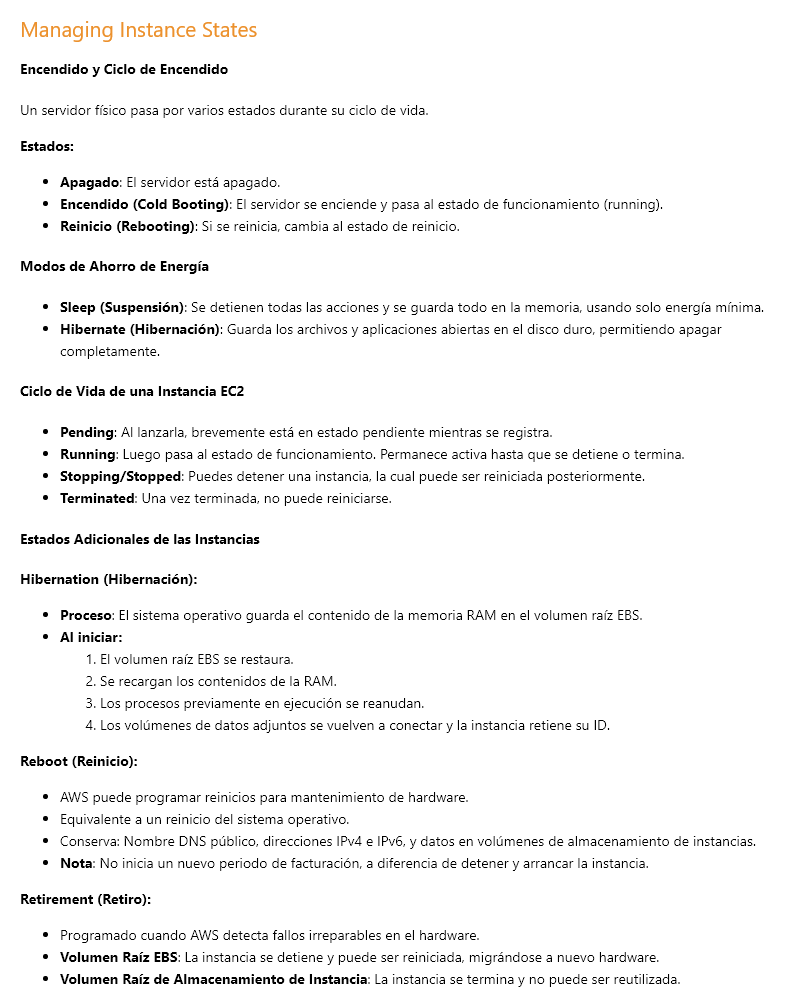 Managing Instance States
Encendido y Ciclo de Encendido
Un servidor físico pasa por varios estados durante su ciclo de vida.
Estados:
• Apagado: El servidor está apagado.
• Encendido (Cold Booting): El servidor se enciende y pasa al estado de funcionamiento (running).
• Reinicio (Rebooting): Si se reinicia, cambia al estado de reinicio.
Modos de Ahorro de Energía
• Sleep (Suspensión): Se detienen todas las acciones y se guarda todo en la memoria, usando solo energía mínima.
• Hibernate (Hibernación): Guarda los archivos y aplicaciones abiertas en el disco duro, permitiendo apagar
completamente.
Ciclo de Vida de una Instancia EC2
• Pending: Al lanzarla, brevemente está en estado pendiente mientras se registra.
• Running: Luego pasa al estado de funcionamiento. Permanece activa hasta que se detiene o termina.
• Stopping/Stopped: Puedes detener una instancia, la cual puede ser reiniciada posteriormente.
• Terminated: Una vez terminada, no puede reiniciarse.
Estados Adicionales de las Instancias
Hibernation (Hibernación):
• Proceso: El sistema operativo guarda el contenido de la memoria RAM en el volumen raíz EBS.
• Al iniciar:
1. El volumen raíz EBS se restaura.
2. Se recargan los contenidos de la RAM.
3. Los procesos previamente en ejecución se reanudan.
4. Los volúmenes de datos adjuntos se vuelven a conectar y la instancia retiene su ID.
Reboot (Reinicio):
• AWS puede programar reinicios para mantenimiento de hardware.
• Equivalente a un reinicio del sistema operativo.
• Conserva: Nombre DNS público, direcciones IPv4 e IPv6, y datos en volúmenes de almacenamiento de instancias.
• Nota: No inicia un nuevo periodo de facturación, a diferencia de detener y arrancar la instancia.
Retirement (Retiro):
• Programado cuando AWS detecta fallos irreparables en el hardware.
• Volumen Raíz EBS: La instancia se detiene y puede ser reiniciada, migrándose a nuevo hardware.
• Volumen Raíz de Almacenamiento de Instancia: La instancia se termina y no puede ser reutilizada.